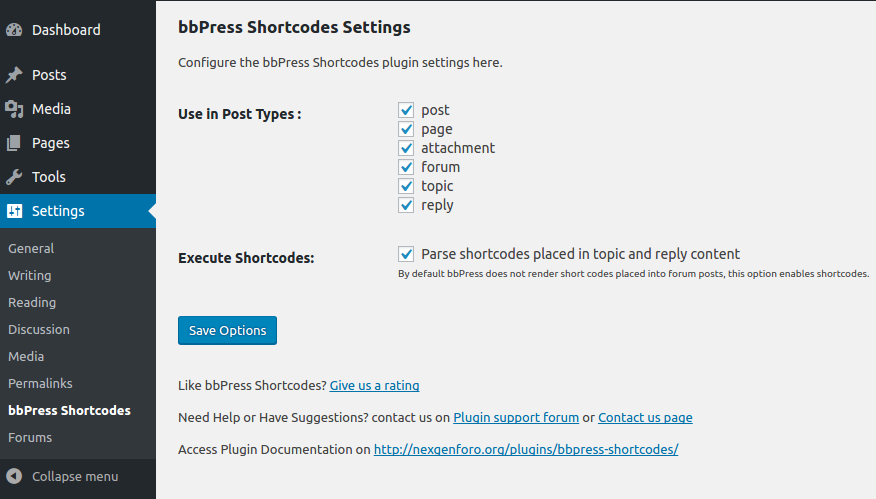 Dashboard
Posts
Media
Pages
Tools
Settings
General
Writing
Reading
Discussion
Media
Permalinks
bbPress Shortcodes
Forums
Collapse menu
bbPress Shortcodes Settings
Configure the bbPress Shortcodes plugin settings here.
Use in Post Types :
post
page
attachment
forum
topic
reply
Execute Shortcodes:
Parse shortcodes placed in topic and reply content
By default bbPress does not render short codes placed into forum posts, this option enables shortcodes.
Save Options
Like bbPress Shortcodes? Give us a rating
Need Help or Have Suggestions? contact us on Plugin support forum or Contact us page
Access Plugin Documentation on http://nexgenforo.org/plugins/bbpress-shortcodes/